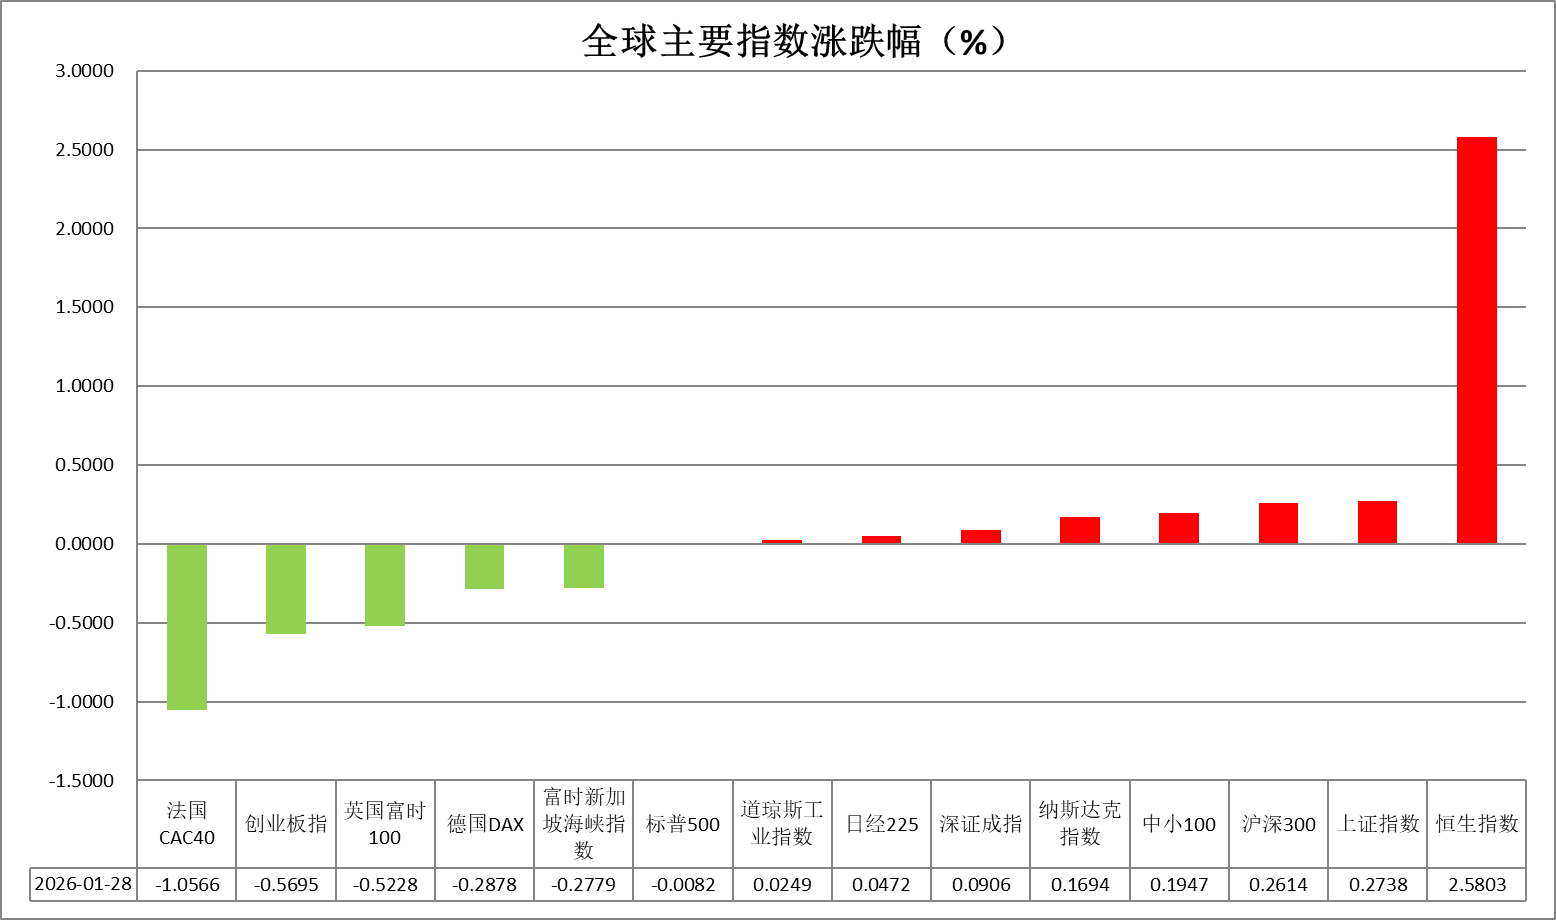 全球主要指数涨跌幅（%）
3.0000
2.5000
2.0000
1.5000
1.0000
0.5000
0.0000
-0.5000
-1.0000
-1.5000
法国
CAC40
创业板指
英国富时
100
德国DAX
富时新加
坡海峡指
数
标普500
道琼斯工
业指数
日经225
深证成指
纳斯达克
指数
中小100
沪深300
上证指数
恒生指数
2026-01-28 -1.0566 -0.5695 -0.5228 -0.2878 -0.2779 -0.0082 0.0249 0.0472 0.0906 0.1694 0.1947 0.2614 0.2738 2.5803